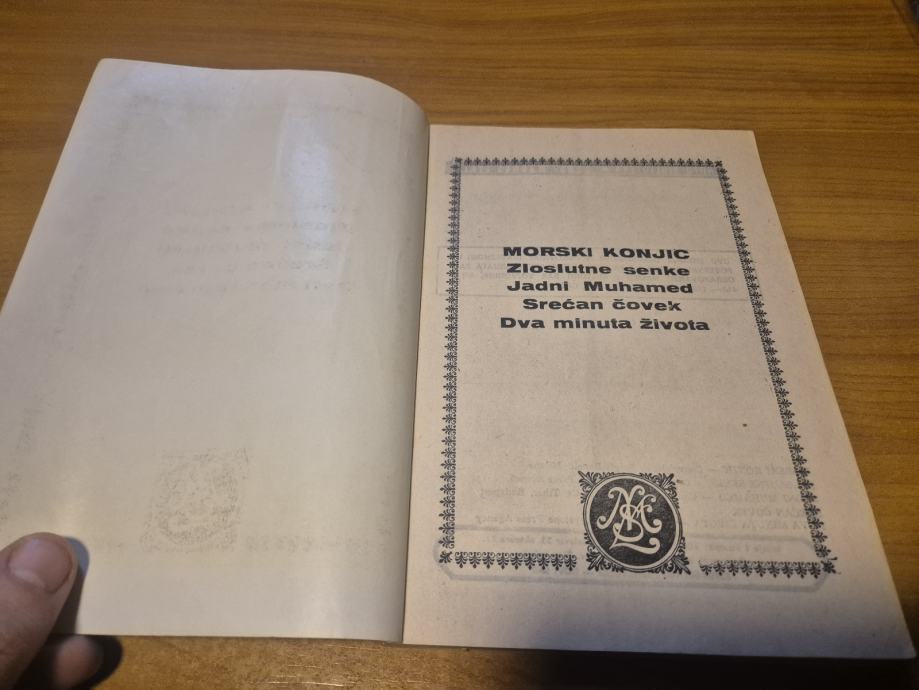 MORSKI KONJIC
Zloslutne senke
Jadni Muhamed
Srećan čovek
Dva minuta života